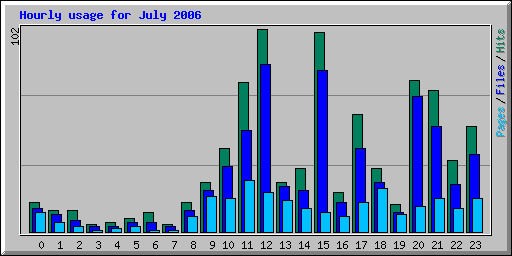 Hourly usage for July 2006
102
Pages/Files/Hits
0 1 2 3 4 5 6 7 8 9 10 11 12 13 14 15 16 17 18 19 20 21 22 23